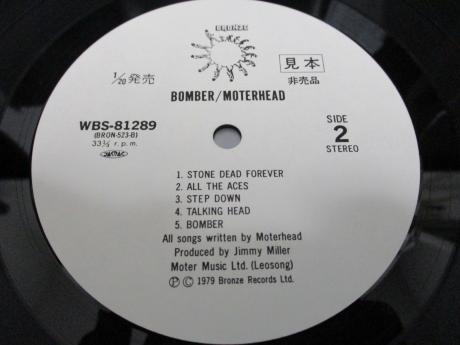 BRONZE
1/20発売
見本
非売品
BOMBER/MOTERHEAD
WBS-81289
(BRON-523-B)
33⅓ r.p.m.
JASRAC
SIDE
2
STEREO
1. STONE DEAD FOREVER
2. ALL THE ACES
3. STEP DOWN
4. TALKING HEAD
5. BOMBER
All songs written by Moterhead
Produced by Jimmy Miller
Moter Music Ltd. (Leosong)
Ⓟ © 1979 Bronze Records Ltd.